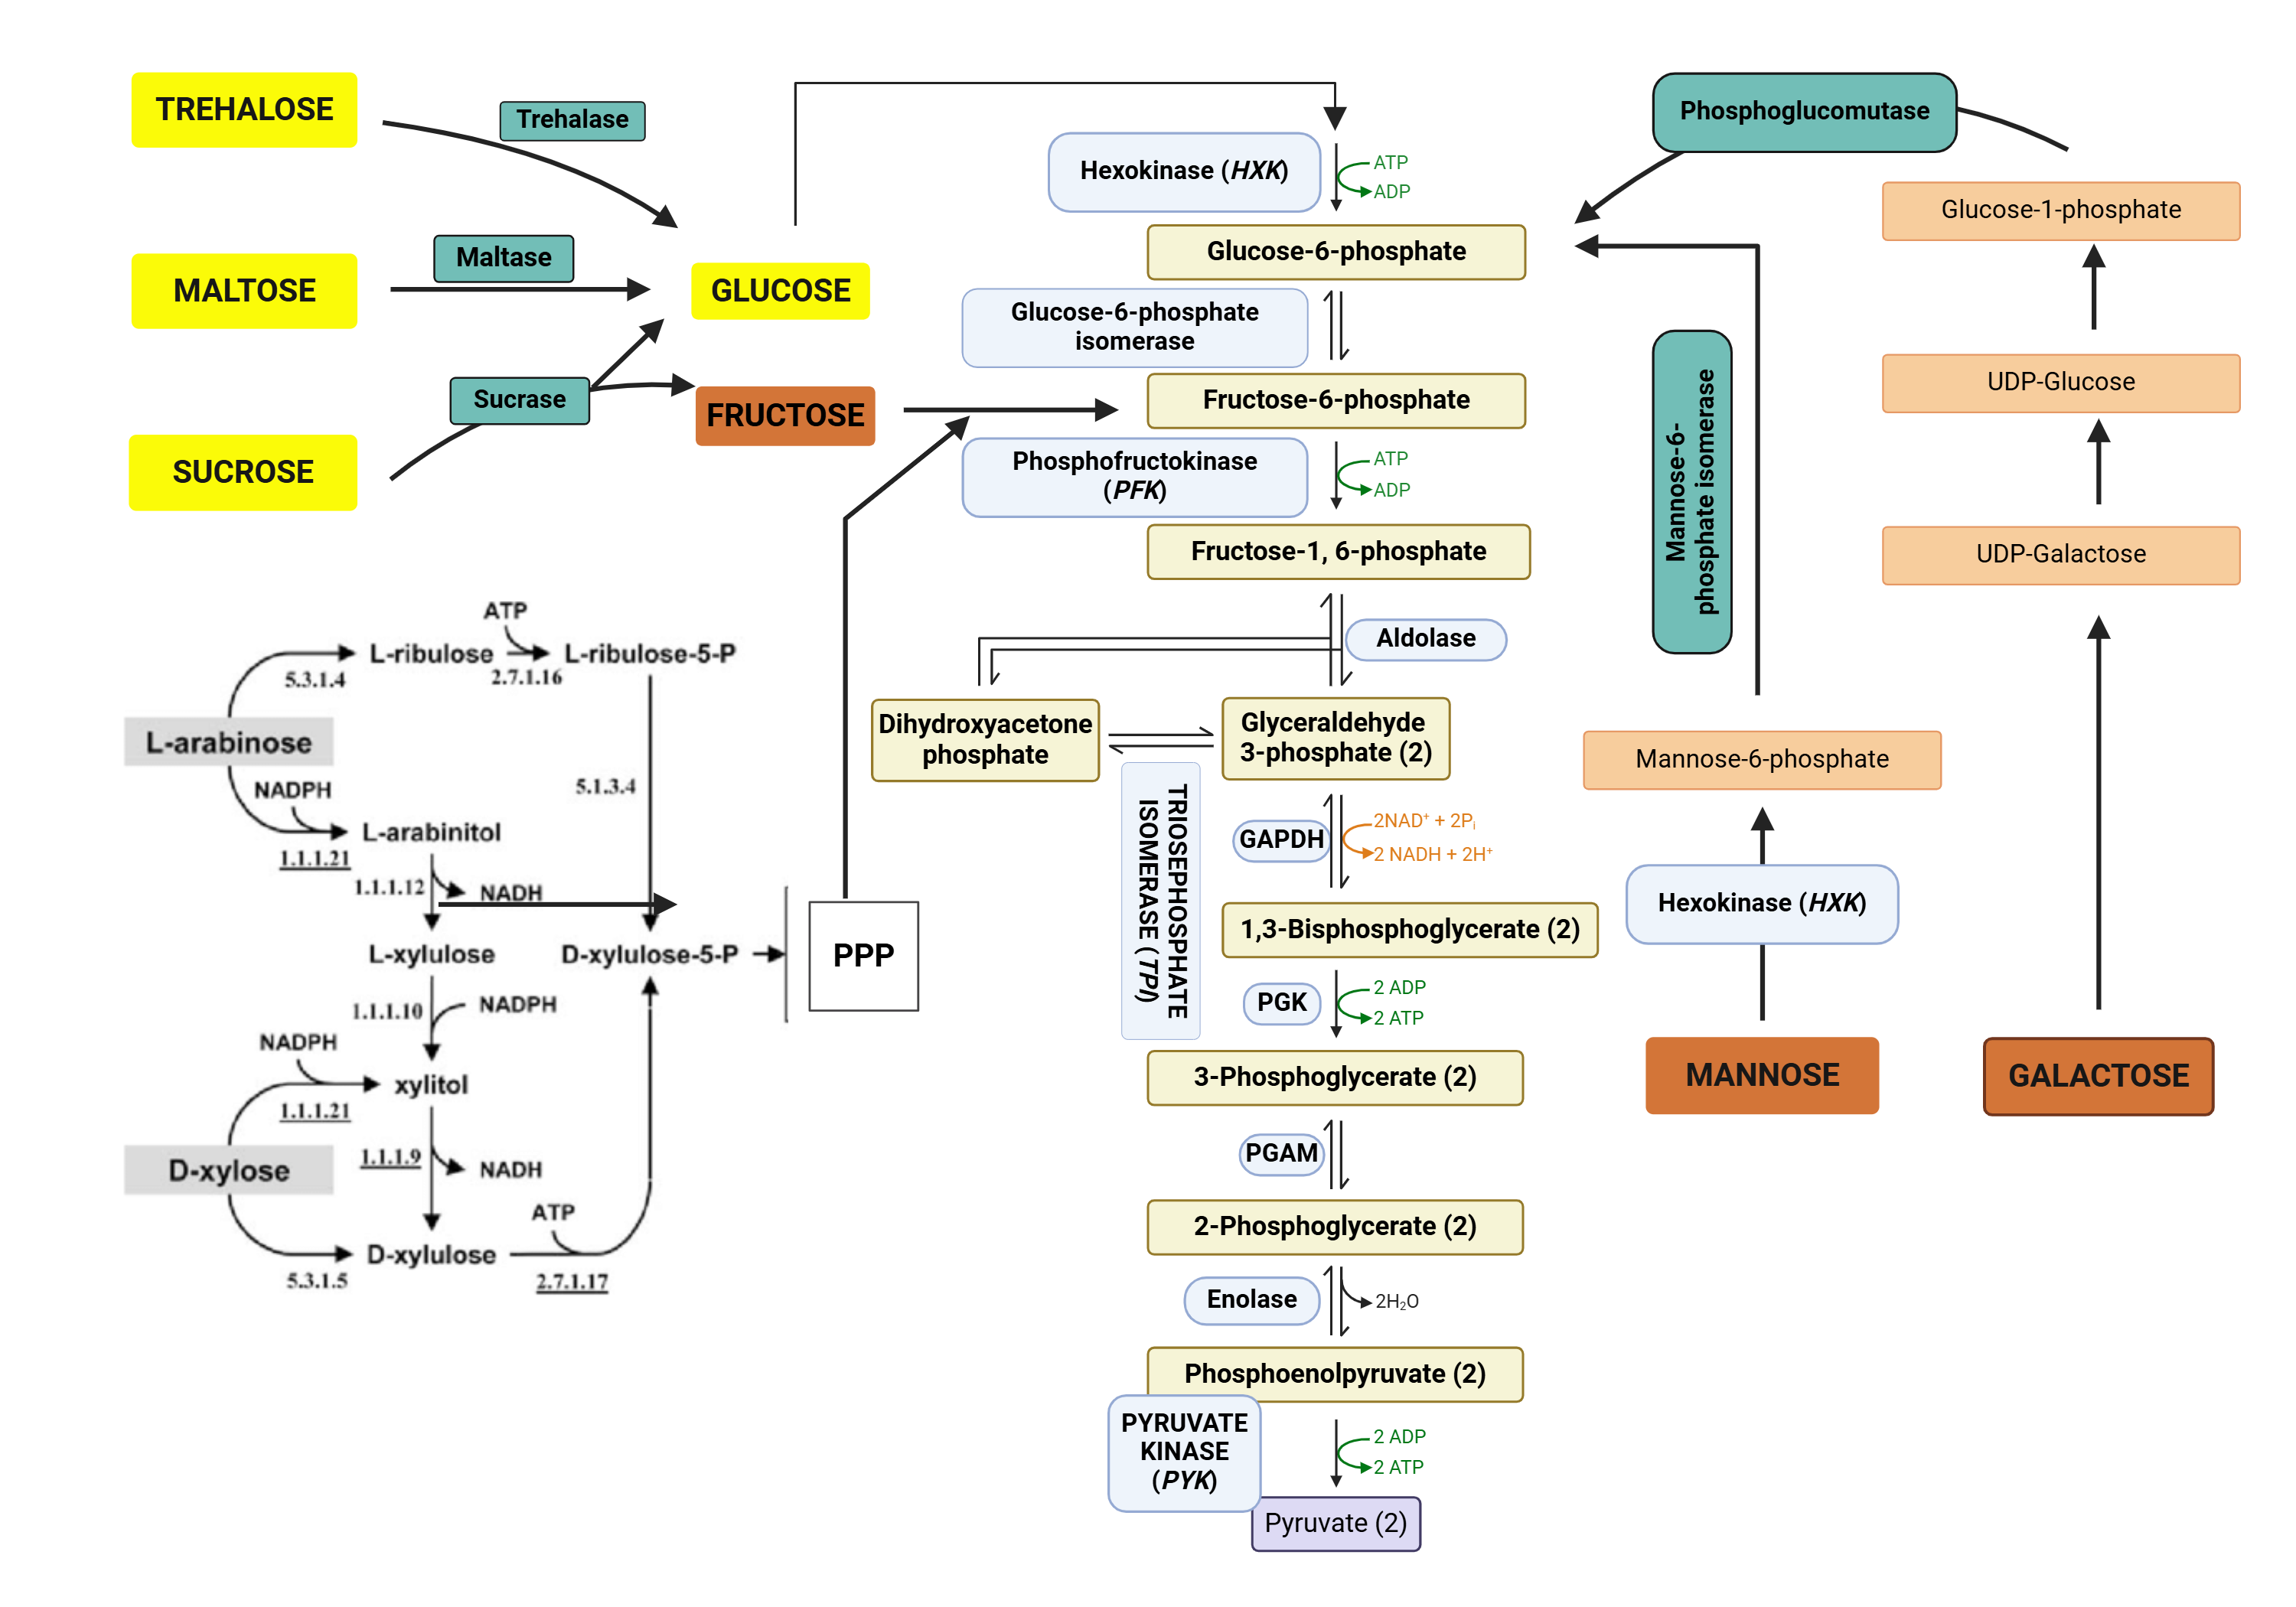 TREHALOSE
Trehalase
MALTOSE
Maltase
GLUCOSE
Sucrase
FRUCTOSE
SUCROSE
Hexokinase (HXK)
ATP
ADP
Glucose-6-phosphate
Glucose-6-phosphate
isomerase
Fructose-6-phosphate
Phosphofructokinase
(PFK)
ATP
ADP
Fructose-1, 6-phosphate
Aldolase
Dihydroxyacetone
phosphate
Glyceraldehyde
3-phosphate (2)
TRIOSEPHOSPHATE
ISOMERASE (TPI)
GAPDH
2NAD⁺ + 2Pᵢ
2 NADH + 2H⁺
1,3-Bisphosphoglycerate (2)
PGK
2 ADP
2 ATP
3-Phosphoglycerate (2)
PGAM
2-Phosphoglycerate (2)
Enolase
2H₂O
Phosphoenolpyruvate (2)
PYRUVATE
KINASE
(PYK)
2 ADP
2 ATP
Pyruvate (2)
Phosphoglucomutase
Glucose-1-phosphate
UDP-Glucose
UDP-Galactose
GALACTOSE
Mannose-6-
phosphate isomerase
Mannose-6-phosphate
Hexokinase (HXK)
MANNOSE
ATP
L-ribulose
L-ribulose-5-P
5.3.1.4
2.7.1.16
L-arabinose
5.1.3.4
NADPH
L-arabinitol
1.1.1.21
1.1.1.12
NADH
L-xylulose
D-xylulose-5-P
PPP
1.1.1.10
NADPH
NADPH
xylitol
1.1.1.21
D-xylose
1.1.1.9
NADH
ATP
D-xylulose
5.3.1.5
2.7.1.17